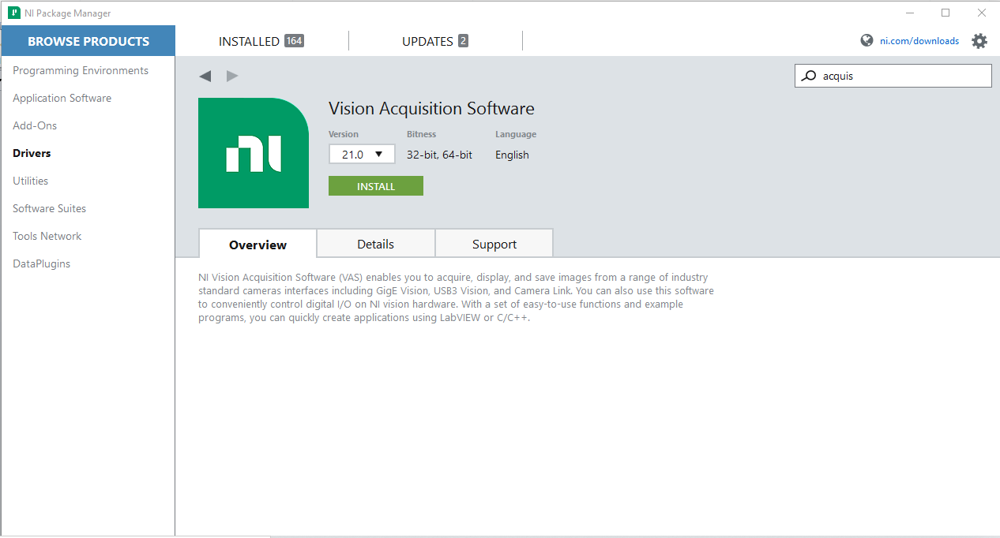 NI Package Manager
BROWSE PRODUCTS
INSTALLED 164
UPDATES 2
ni.com/downloads
Programming Environments
Application Software
Add-Ons
Drivers
Utilities
Software Suites
Tools Network
DataPlugins
acquis
ni
Vision Acquisition Software
Version Bitness Language
21.0 32-bit, 64-bit English
INSTALL
Overview Details Support
NI Vision Acquisition Software (VAS) enables you to acquire, display, and save images from a range of industry
standard cameras interfaces including GigE Vision, USB3 Vision, and Camera Link. You can also use this software
to conveniently control digital I/O on NI vision hardware. With a set of easy-to-use functions and example
programs, you can quickly create applications using LabVIEW or C/C++.